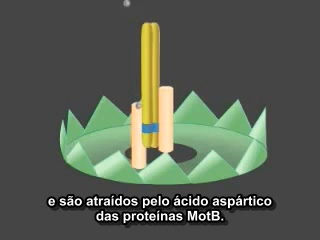 e são atraídos pelo ácido aspártico
das proteínas MotB.